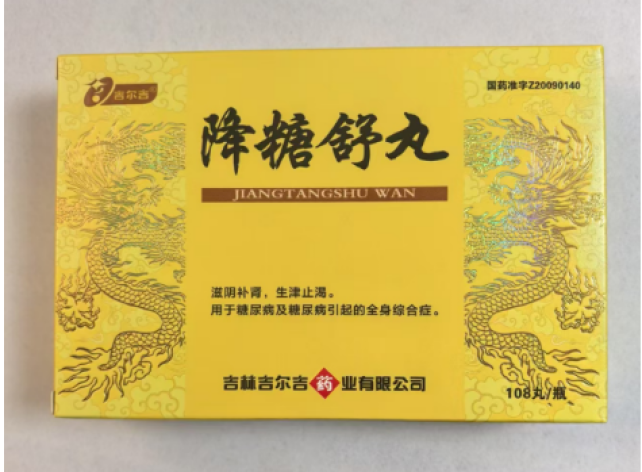 吉尔吉®
国药准字Z20090140
降糖舒丸
JIANGTANGSHU WAN
滋阴补肾，生津止渴。
用于糖尿病及糖尿病引起的全身综合症。
吉林吉尔吉药业有限公司
108丸/瓶